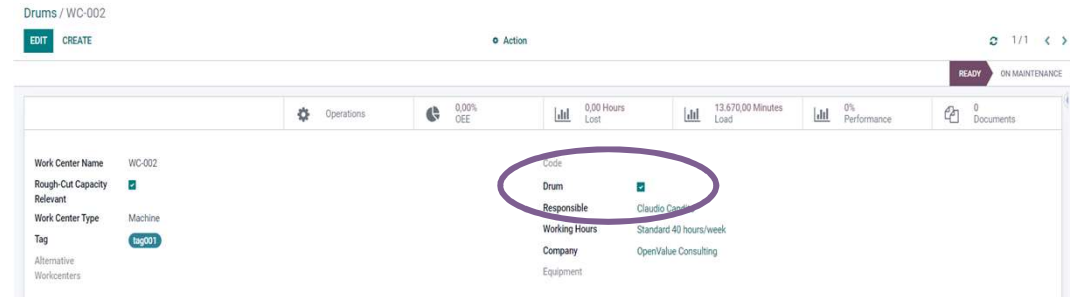 Drums / WC-002
EDIT CREATE Action 1/1
READY ON MAINTENANCE
Operations
0,00% OEE
0,00 Hours Lost
13.670,00 Minutes Load
0% Performance
0 Documents
Work Center Name WC-002
Rough-Cut Capacity Relevant
Work Center Type Machine
Tag tag001
Alternative Workcenters
Code
Drum
Responsible Claudio
Working Hours Standard 40 hours/week
Company OpenValue Consulting
Equipment